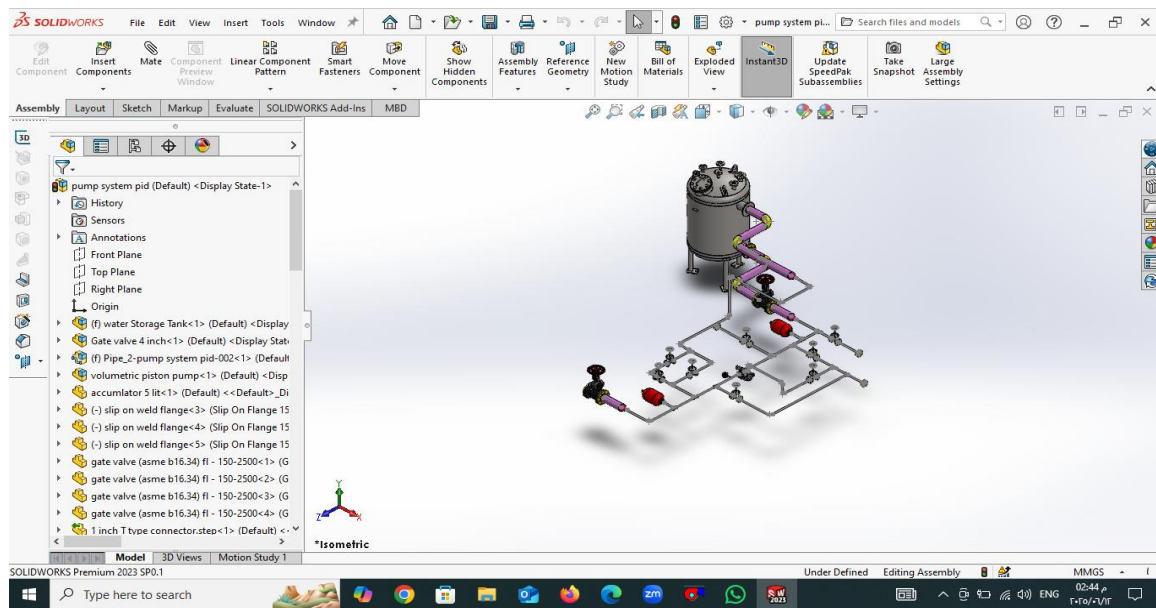 SOLIDWORKS File Edit View Insert Tools Window pump system pi... Search files and models
Edit Component Insert Components Mate Component Preview Window Linear Component Pattern Smart Fasteners Move Component Show Hidden Components Assembly Features Reference Geometry New Motion Study Bill of Materials Exploded View Instant3D Update SpeedPak Subassemblies Take Snapshot Large Assembly Settings
Assembly Layout Sketch Markup Evaluate SOLIDWORKS Add-Ins MBD
3D
pump system pid (Default) <Display State-1>
History
Sensors
Annotations
Front Plane
Top Plane
Right Plane
Origin
(f) water Storage Tank<1> (Default) <Display
Gate valve 4 inch<1> (Default) <Display State
(f) Pipe_2-pump system pid-002<1> (Default
volumetric piston pump<1> (Default) <Disp
accumlator 5 lit<1> (Default) <<Default>_Di
(-) slip on weld flange<3> (Slip On Flange 15
(-) slip on weld flange<4> (Slip On Flange 15
(-) slip on weld flange<5> (Slip On Flange 15
gate valve (asme b16.34) fl - 150-2500<1> (G
gate valve (asme b16.34) fl - 150-2500<2> (G
gate valve (asme b16.34) fl - 150-2500<3> (G
gate valve (asme b16.34) fl - 150-2500<4> (G
1 inch T type connector.step<1> (Default) <
Y
Z X
*Isometric
Model 3D Views Motion Study 1
SOLIDWORKS Premium 2023 SP0.1 Under Defined Editing Assembly MMGS
Type here to search zm SW 2023 ENG 02:44 م
٢٠٢٥/٠٦/١٢